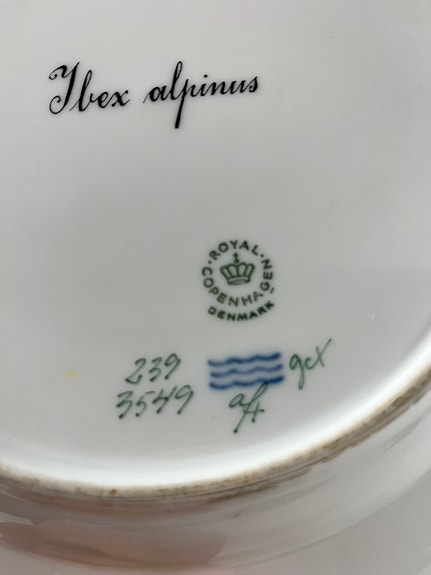 Ibex alpinus
ROYAL COPENHAGEN
DENMARK
239
3549